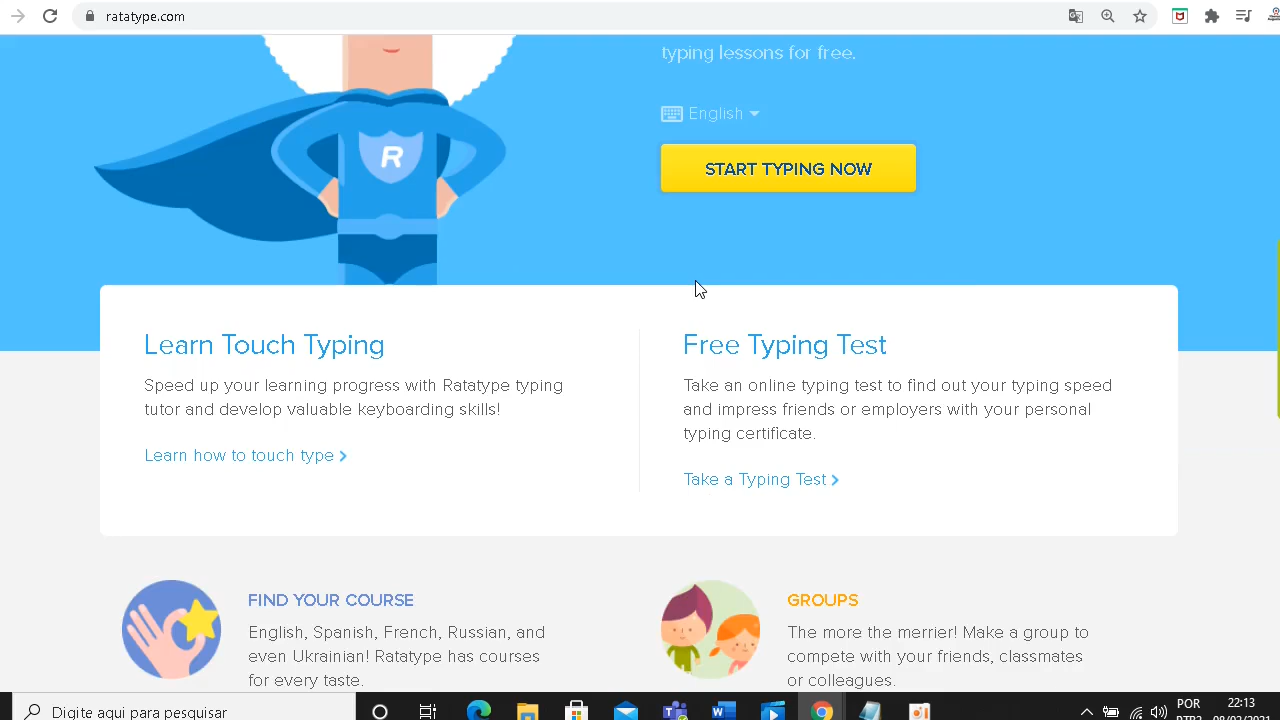 ratatype.com
typing lessons for free.
English
START TYPING NOW
R
Learn Touch Typing
Speed up your learning progress with Ratatype typing
tutor and develop valuable keyboarding skills!
Learn how to touch type
Free Typing Test
Take an online typing test to find out your typing speed
and impress friends or employers with your personal
typing certificate.
Take a Typing Test
FIND YOUR COURSE
English, Spanish, French, Russian, and
even Ukrainian! Ratatype has courses
for every taste.
GROUPS
The more the merrier! Make a group to
compete with your friends, classmates
or colleagues.
Digite aqui para pesquisar
POR
22:13